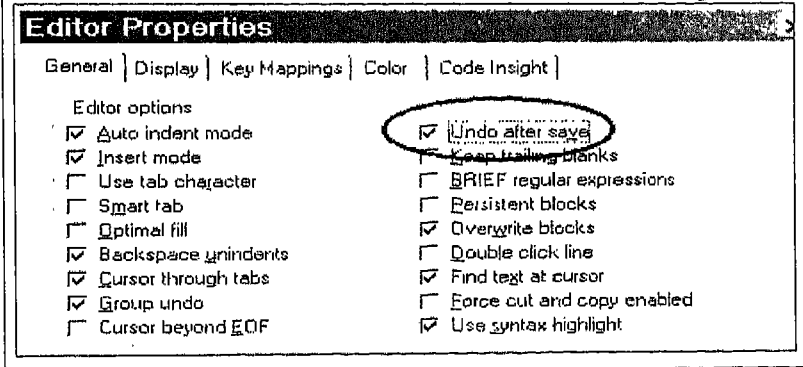 Editor Properties
General Display Key Mappings Color Code Insight
Editor options
Auto indent mode
Insert mode
Use tab character
Smart tab
Optimal fill
Backspace unindents
Cursor through tabs
Group undo
Cursor beyond EOF
Undo after save
Keep trailing blanks
BRIEF regular expressions
Persistent blocks
Overwrite blocks
Double click line
Find text at cursor
Force cut and copy enabled
Use syntax highlight